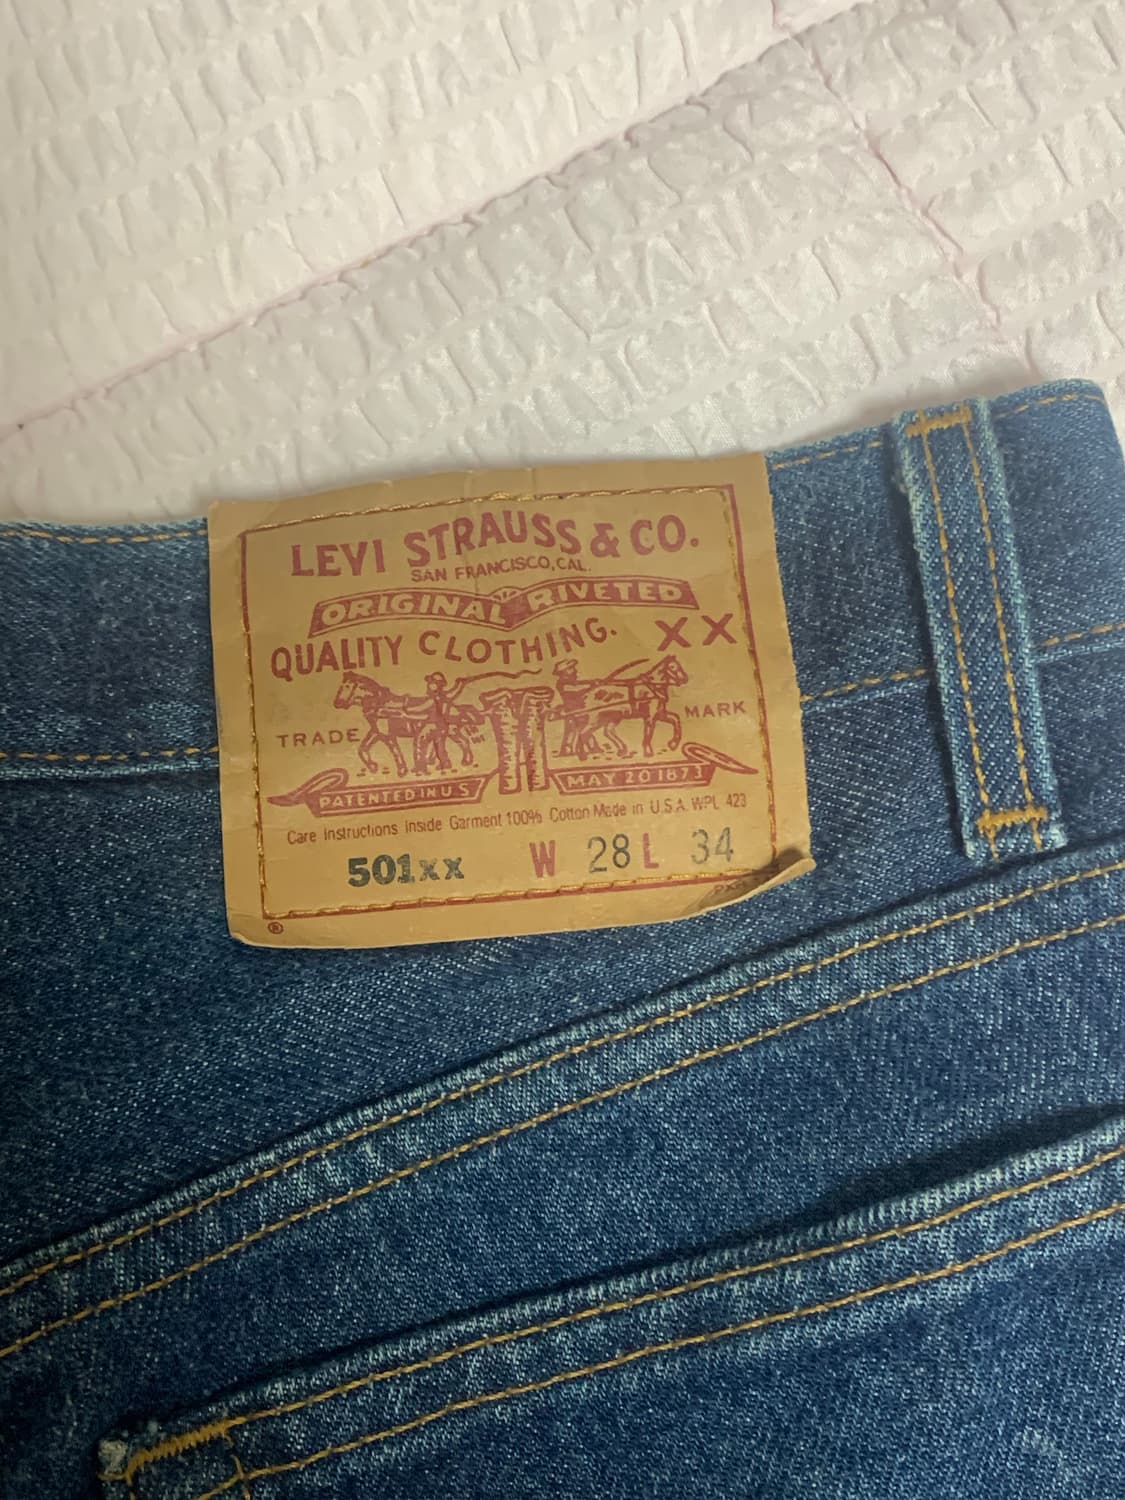 LEVI STRAUSS & CO.
SAN FRANCISCO, CAL.
ORIGINAL RIVETED
QUALITY CLOTHING. XX
TRADE MARK
PATENTED IN U S MAY 20 1873
Care Instructions Inside Garment 100% Cotton Made in U.S.A. WPL 423
501xx W 28 L 34
®